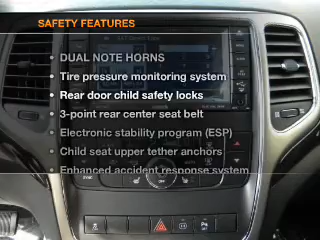 SAFETY FEATURES
• DUAL NOTE HORNS
• Tire pressure monitoring system
• Rear door child safety locks
• 3-point rear center seat belt
• Electronic stability program (ESP)
• Child seat upper tether anchors
• Enhanced accident response system